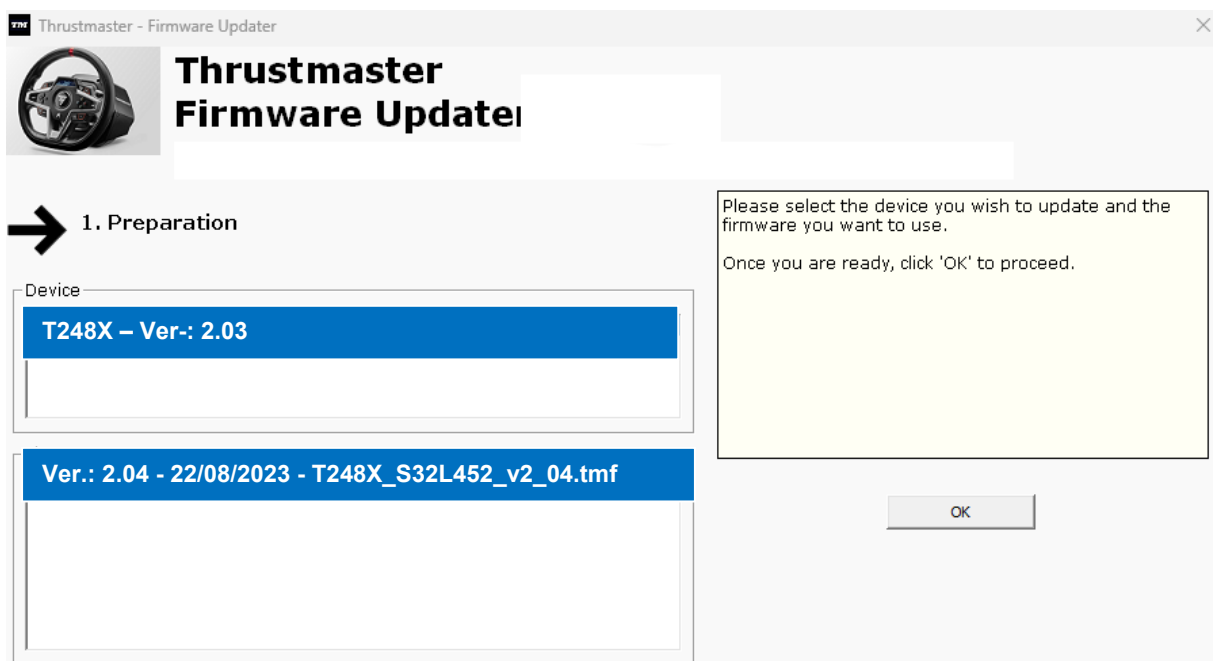 Thrustmaster - Firmware Updater
Thrustmaster
Firmware Update
1. Preparation
Please select the device you wish to update and the
firmware you want to use.
Once you are ready, click 'OK' to proceed.
Device
T248X – Ver-: 2.03
Ver.: 2.04 - 22/08/2023 - T248X_S32L452_v2_04.tmf
OK